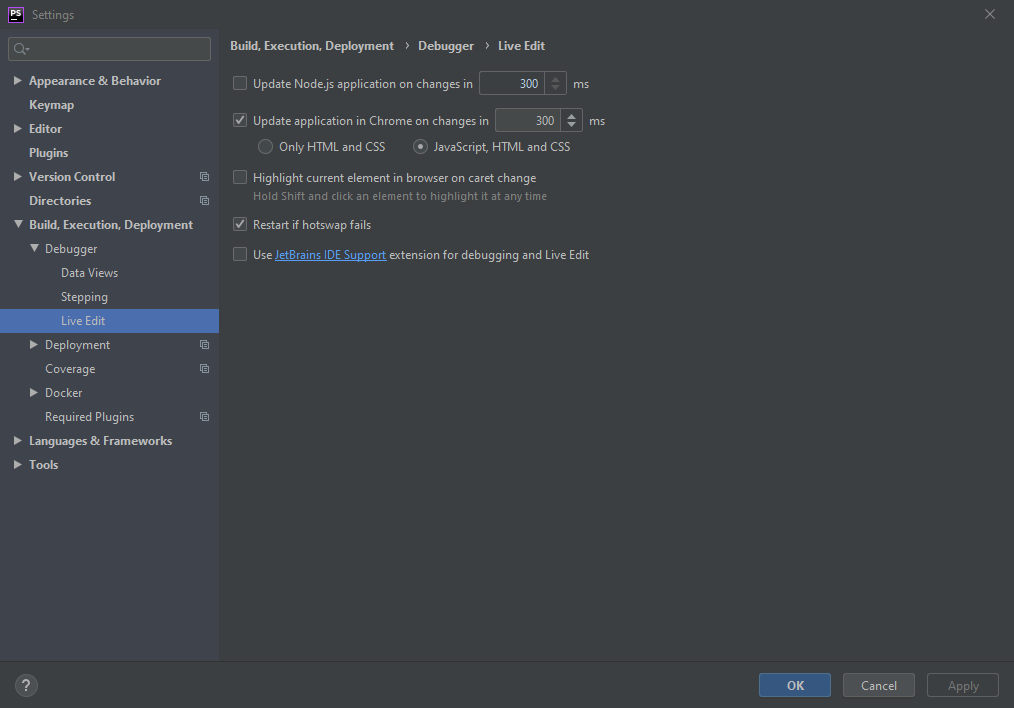 PS Settings
Build, Execution, Deployment › Debugger › Live Edit
Appearance & Behavior
Keymap
Editor
Plugins
Version Control
Directories
Build, Execution, Deployment
Debugger
Data Views
Stepping
Live Edit
Deployment
Coverage
Docker
Required Plugins
Languages & Frameworks
Tools
Update Node.js application on changes in 300 ms
Update application in Chrome on changes in 300 ms
Only HTML and CSS JavaScript, HTML and CSS
Highlight current element in browser on caret change
Hold Shift and click an element to highlight it at any time
Restart if hotswap fails
Use JetBrains IDE Support extension for debugging and Live Edit
? OK Cancel Apply